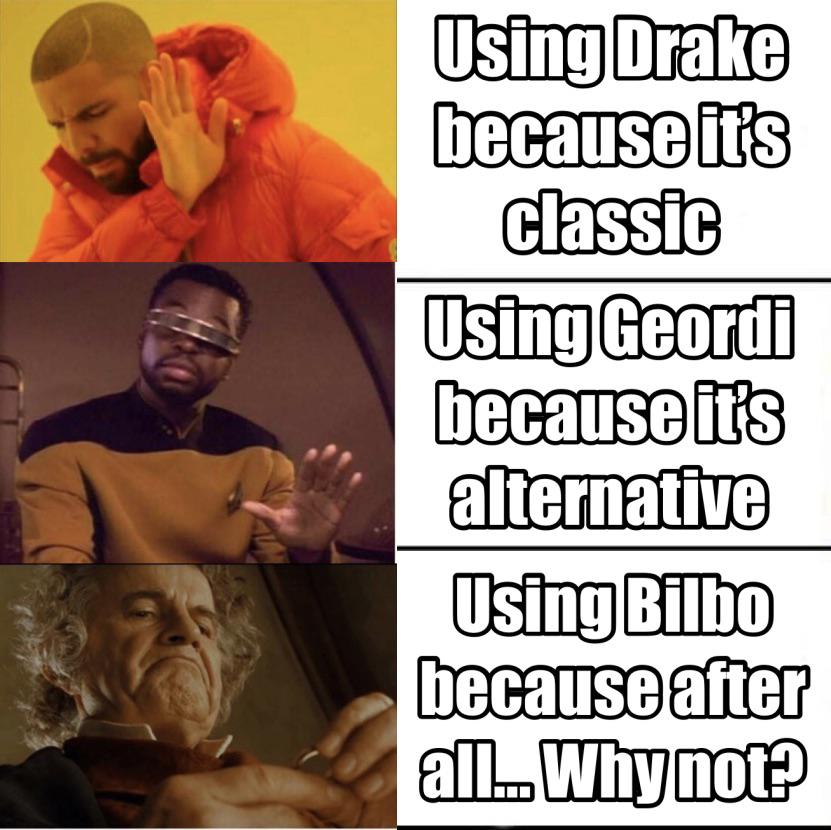 Using Drake
because it's
classic
Using Geordi
because it's
alternative
Using Bilbo
because after
all... Why not?